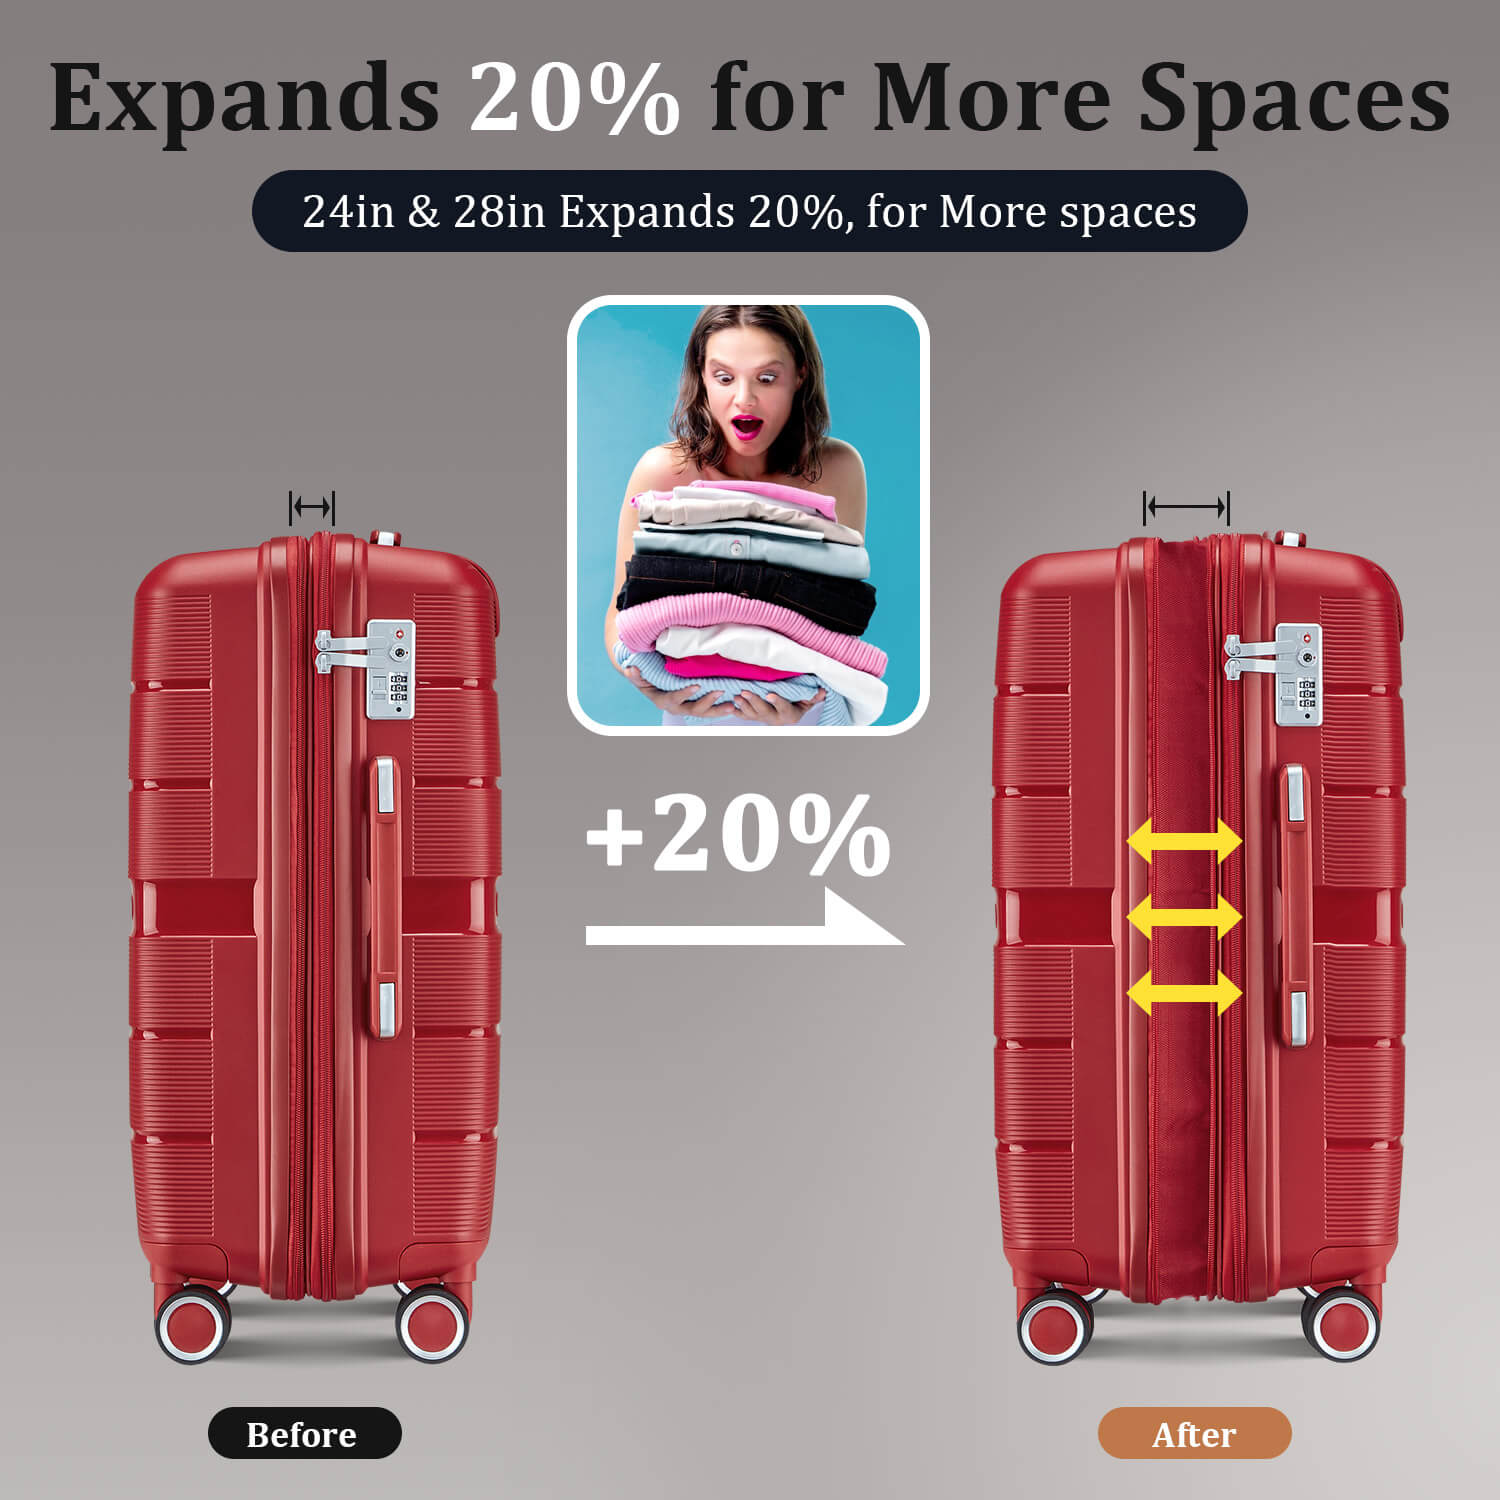 Expands 20% for More Spaces
24in & 28in Expands 20%, for More spaces
+20%
Before
After